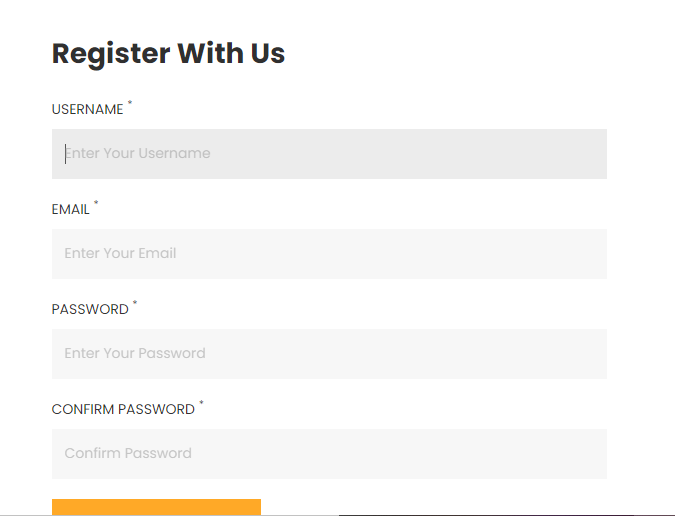 Register With Us
USERNAME *
Enter Your Username
EMAIL *
Enter Your Email
PASSWORD *
Enter Your Password
CONFIRM PASSWORD *
Confirm Password